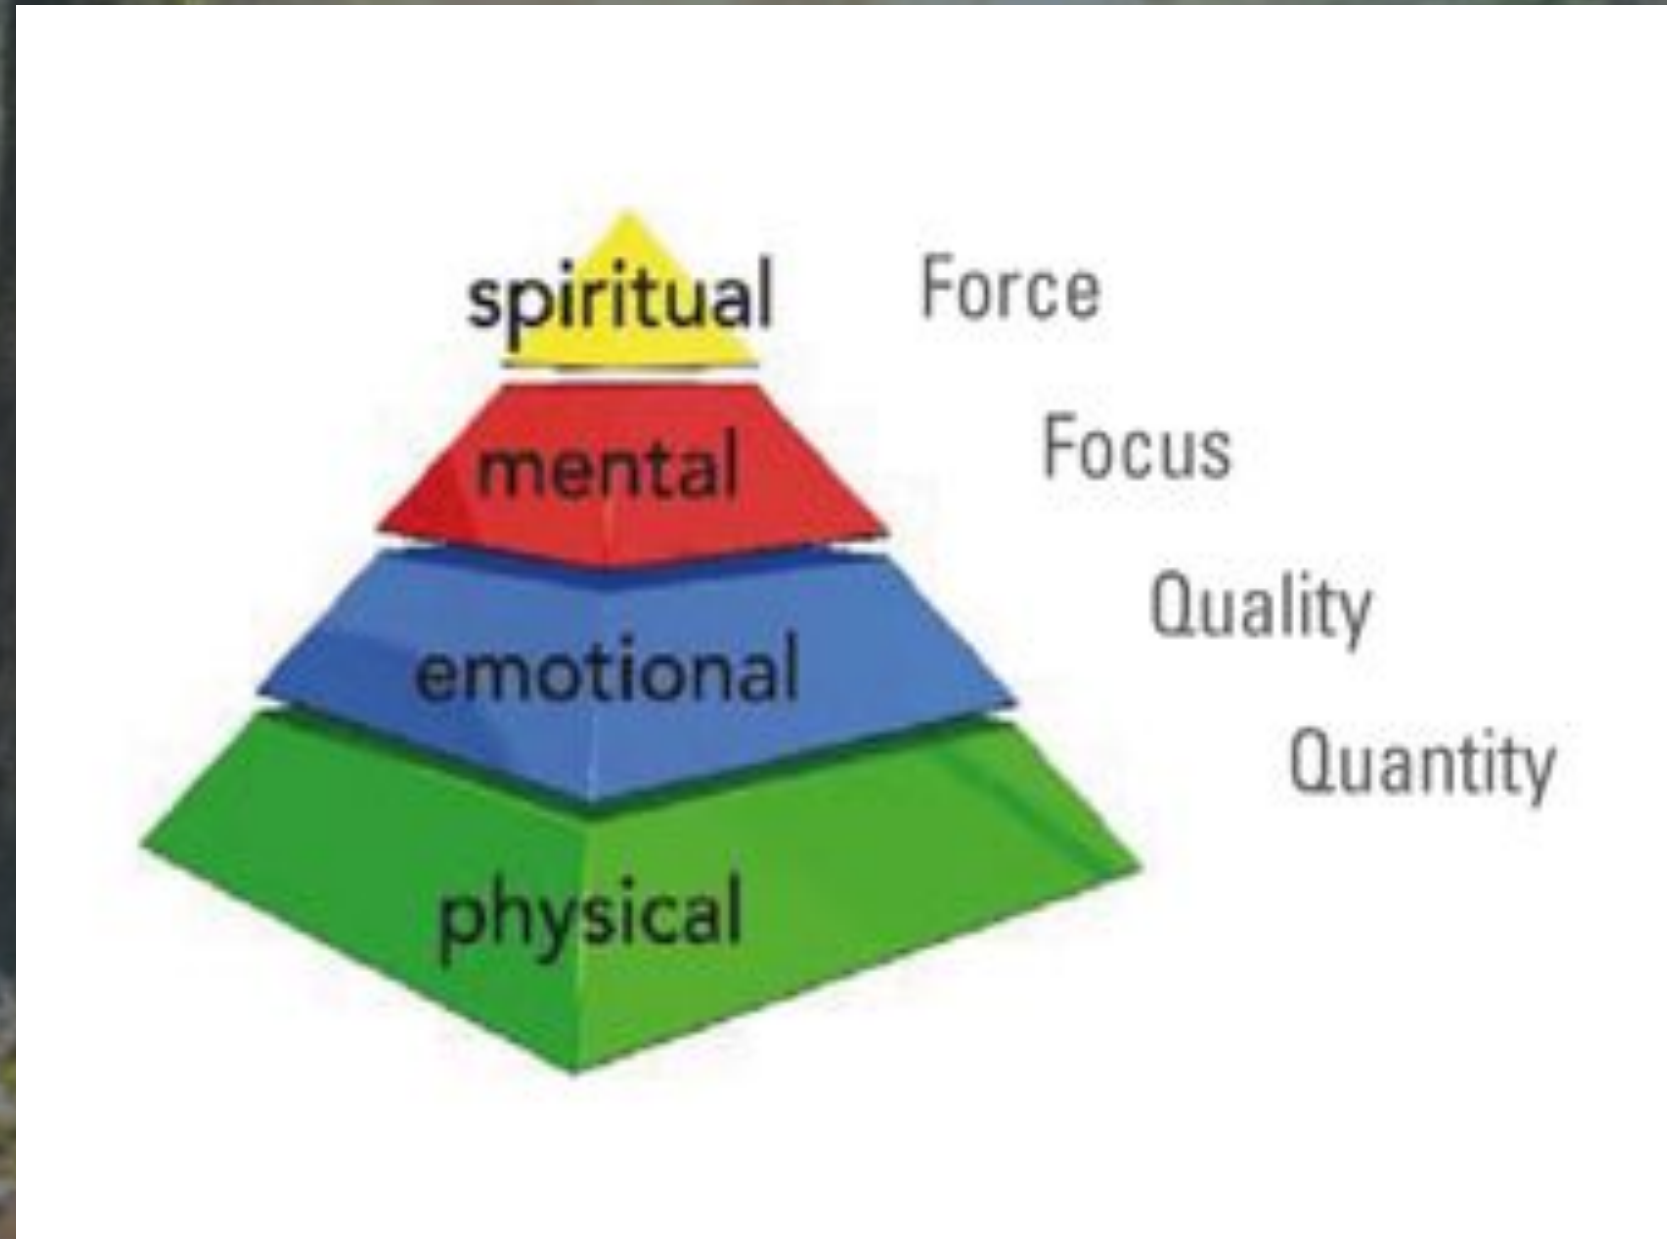 spiritual Force
mental Focus
Quality
emotional
Quantity
physical